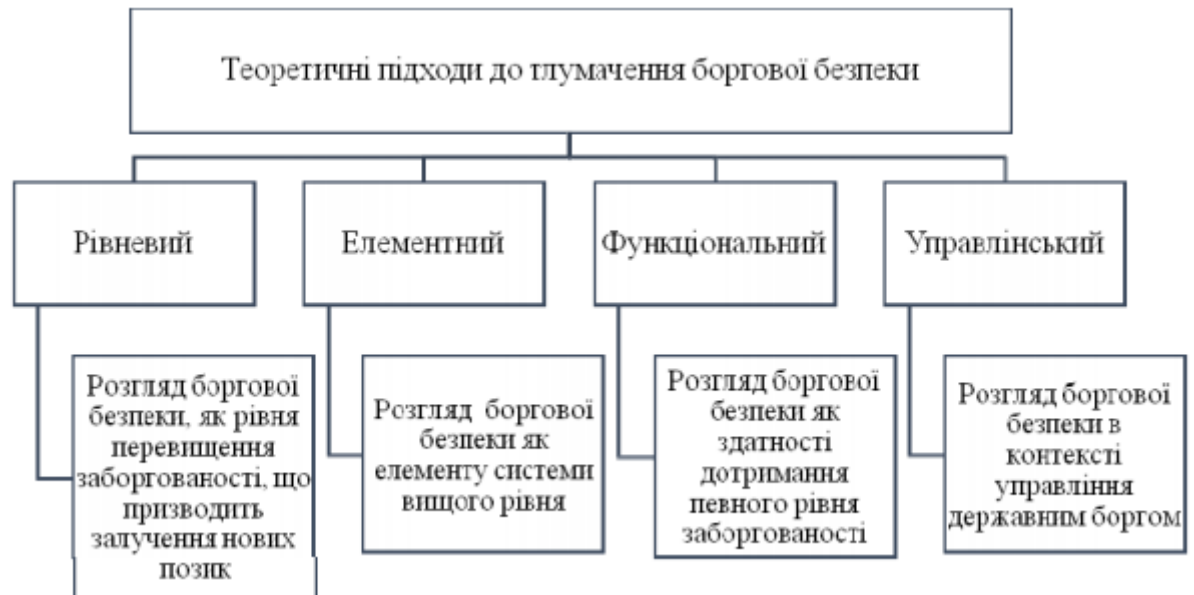 Теоретичні підходи до тлумачення боргової безпеки
Рівневий
Елементний
Функціональний
Управлінський
Розгляд боргової
безпеки, як рівня
перевищення
заборгованості, що
призводить
залучення нових
позик
Розгляд боргової
безпеки як
елементу системи
вищого рівня
Розгляд боргової
безпеки як
здатності
дотримання
певного рівня
заборгованості
Розгляд боргової
безпеки в
контексті
управління
державним боргом